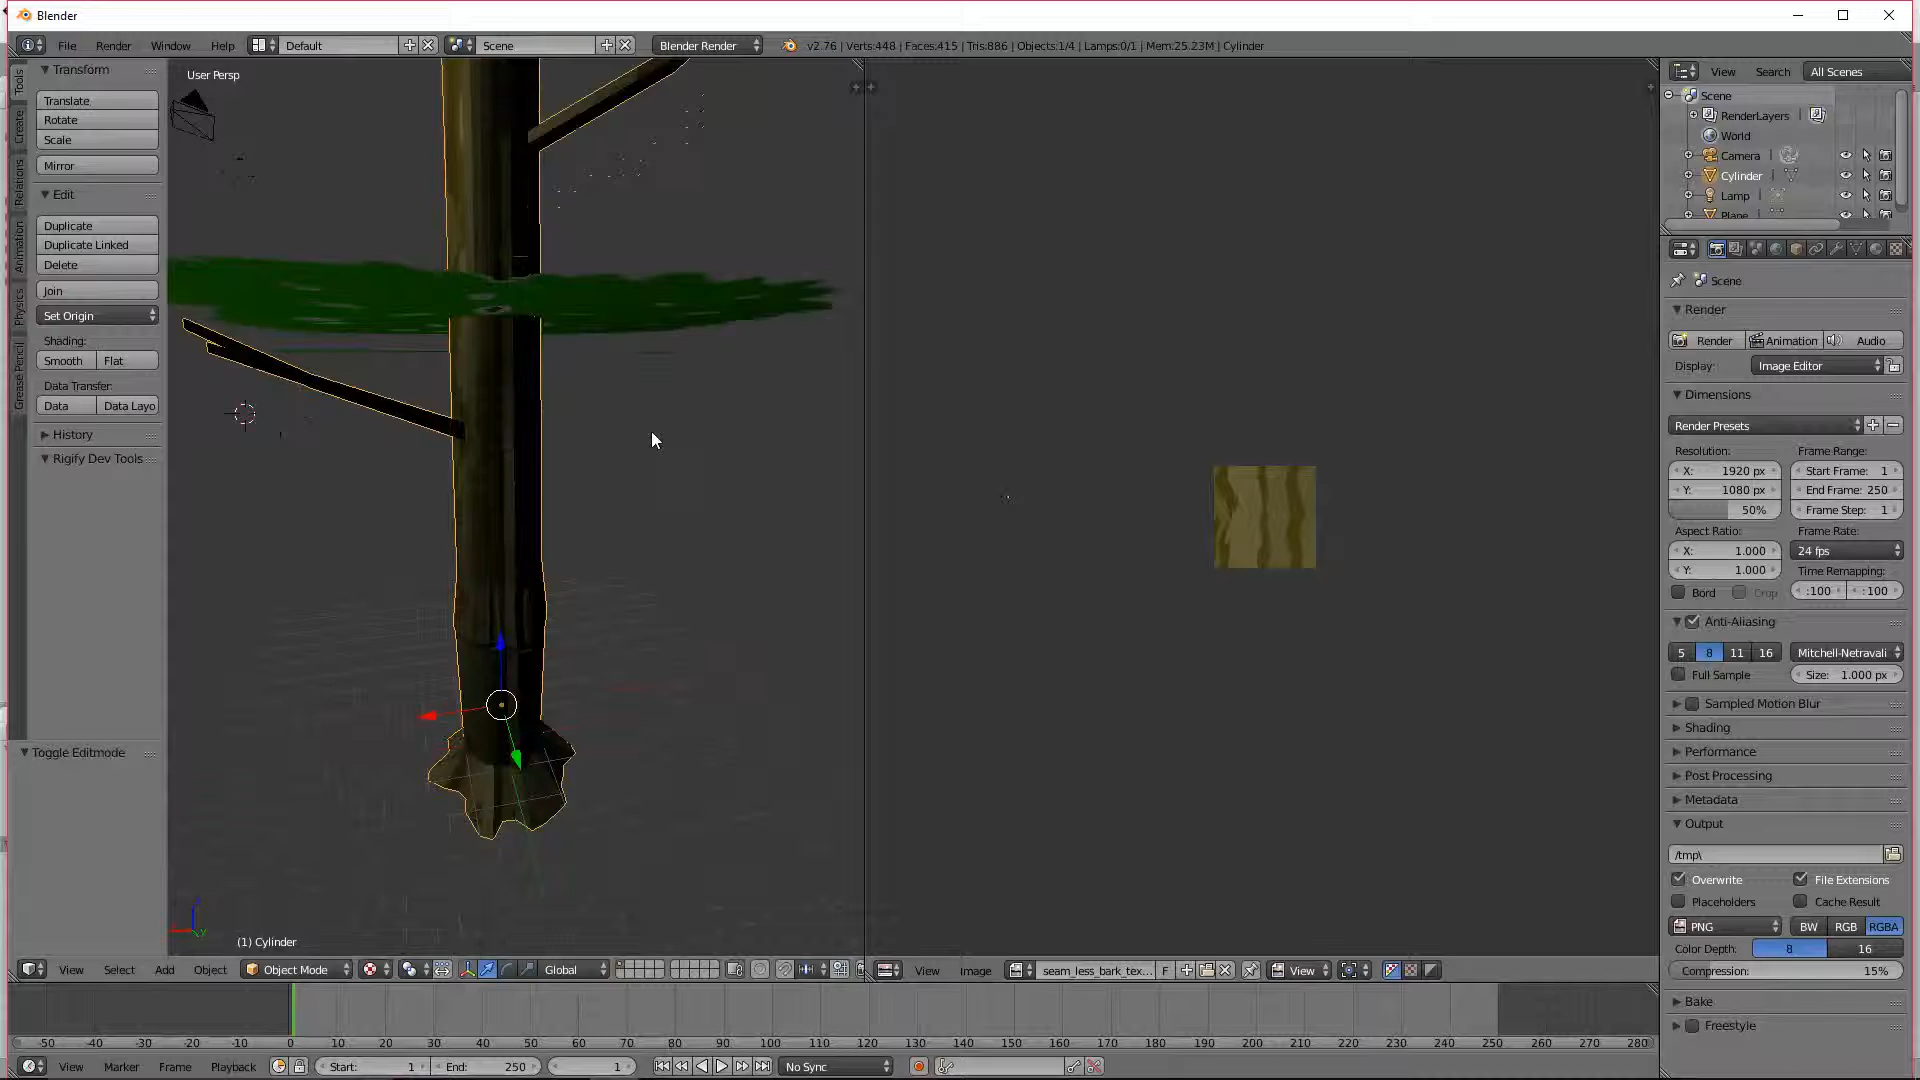 Blender
File Render Window Help Default Scene Blender Render v2.76 | Verts:448 | Faces:415 | Tris:886 | Objects:1/4 | Lamps:0/1 | Mem:25.23M | Cylinder
Tools
Create
Relations
Animation
Physics
Grease Pencil
Transform
Translate
Rotate
Scale
Mirror
Edit
Duplicate
Duplicate Linked
Delete
Join
Set Origin
Shading:
Smooth Flat
Data Transfer:
Data Data Layo
History
Rigify Dev Tools
Toggle Editmode
User Persp
(1) Cylinder
View Select Add Object Object Mode Global
View Image seam_less_bark_tex... F View
View Search All Scenes
Scene
RenderLayers
World
Camera
Cylinder
Lamp
Plane
Scene
Render
Render Animation Audio
Display: Image Editor
Dimensions
Render Presets
Resolution: Frame Range:
X: 1920 px Start Frame: 1
Y: 1080 px End Frame: 250
50% Frame Step: 1
Aspect Ratio: Frame Rate:
X: 1.000 24 fps
Y: 1.000 Time Remapping:
Bord Crop :100 :100
Anti-Aliasing
5 8 11 16 Mitchell-Netravali
Full Sample Size: 1.000 px
Sampled Motion Blur
Shading
Performance
Post Processing
Metadata
Output
/tmp\
Overwrite File Extensions
Placeholders Cache Result
PNG BW RGB RGBA
Color Depth: 8 16
Compression: 15%
Bake
Freestyle
-50 -40 -30 -20 -10 0 10 20 30 40 50 60 70 80 90 100 110 120 130 140 150 160 170 180 190 200 210 220 230 240 250 260 270 280
View Marker Frame Playback Start: 1 End: 250 1 No Sync